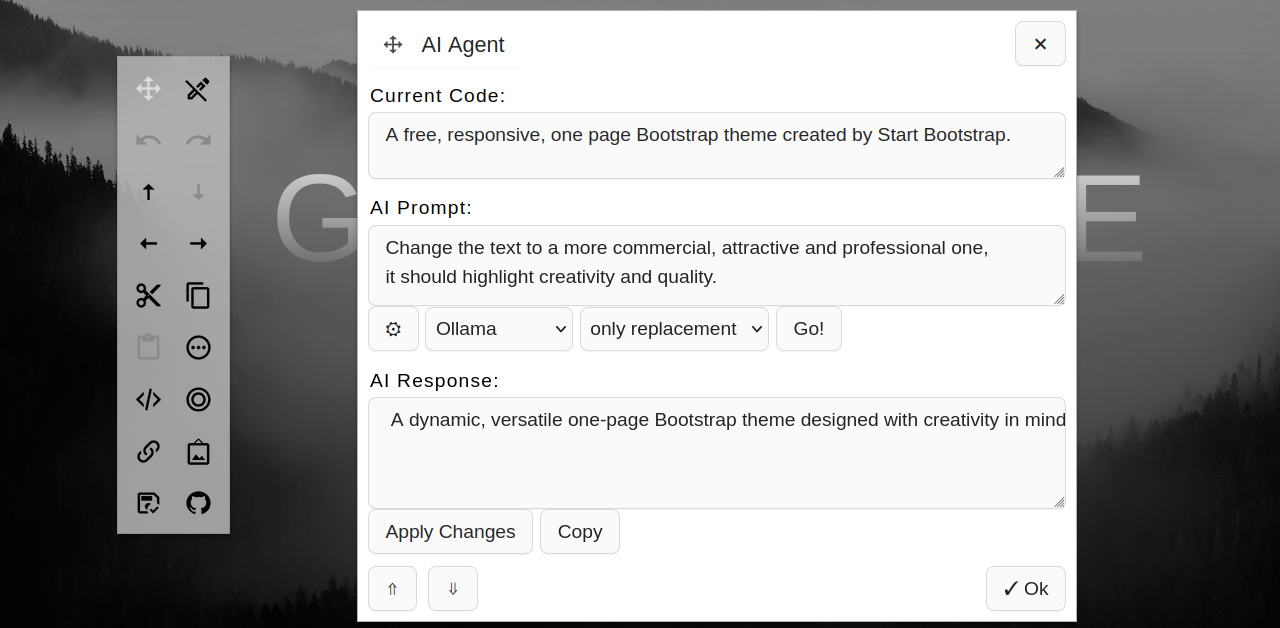 AI Agent
Current Code:
A free, responsive, one page Bootstrap theme created by Start Bootstrap.
AI Prompt:
Change the text to a more commercial, attractive and professional one,
it should highlight creativity and quality.
Ollama only replacement Go!
AI Response:
A dynamic, versatile one-page Bootstrap theme designed with creativity in mind
Apply Changes Copy
✓ Ok
G E